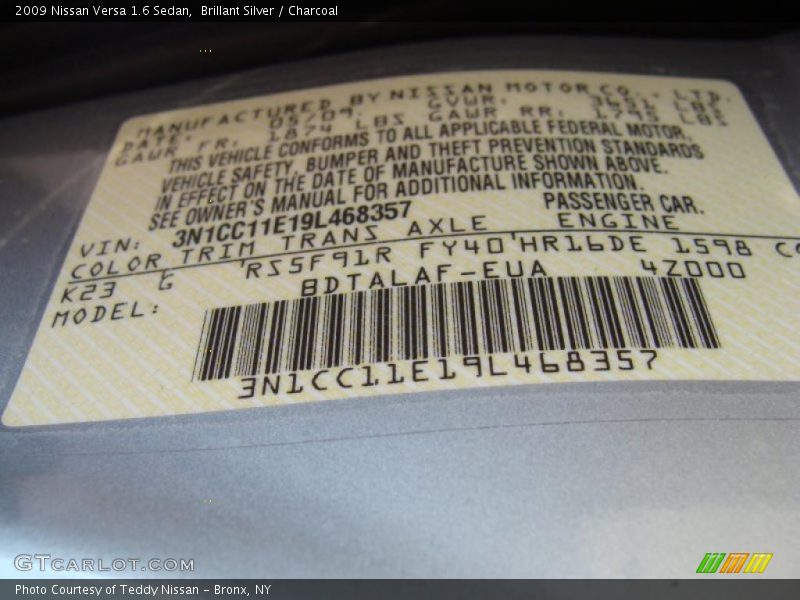 2009 Nissan Versa 1.6 Sedan,  Brillant Silver / Charcoal
MANUFACTURED BY NISSAN MOTOR CO., LTD.
DATE: 05/09. GVWR: 3651 LBS
GAWR FR. 1874 LBS GAWR RR. 1795 LBS
THIS VEHICLE CONFORMS TO ALL APPLICABLE FEDERAL MOTOR.
VEHICLE SAFETY, BUMPER AND THEFT PREVENTION STANDARDS
IN EFFECT ON THE DATE OF MANUFACTURE SHOWN ABOVE.
SEE OWNER'S MANUAL FOR ADDITIONAL INFORMATION.
VIN: 3N1CC11E19L468357 PASSENGER CAR.
COLOR TRIM TRANS AXLE ENGINE
K23 G RS5F91R FY40 HR16DE 1598
MODEL: BDTALAF-EUA 4Z000
3N1CC11E19L468357
GTCARLOT.COM
Photo Courtesy of Teddy Nissan – Bronx, NY